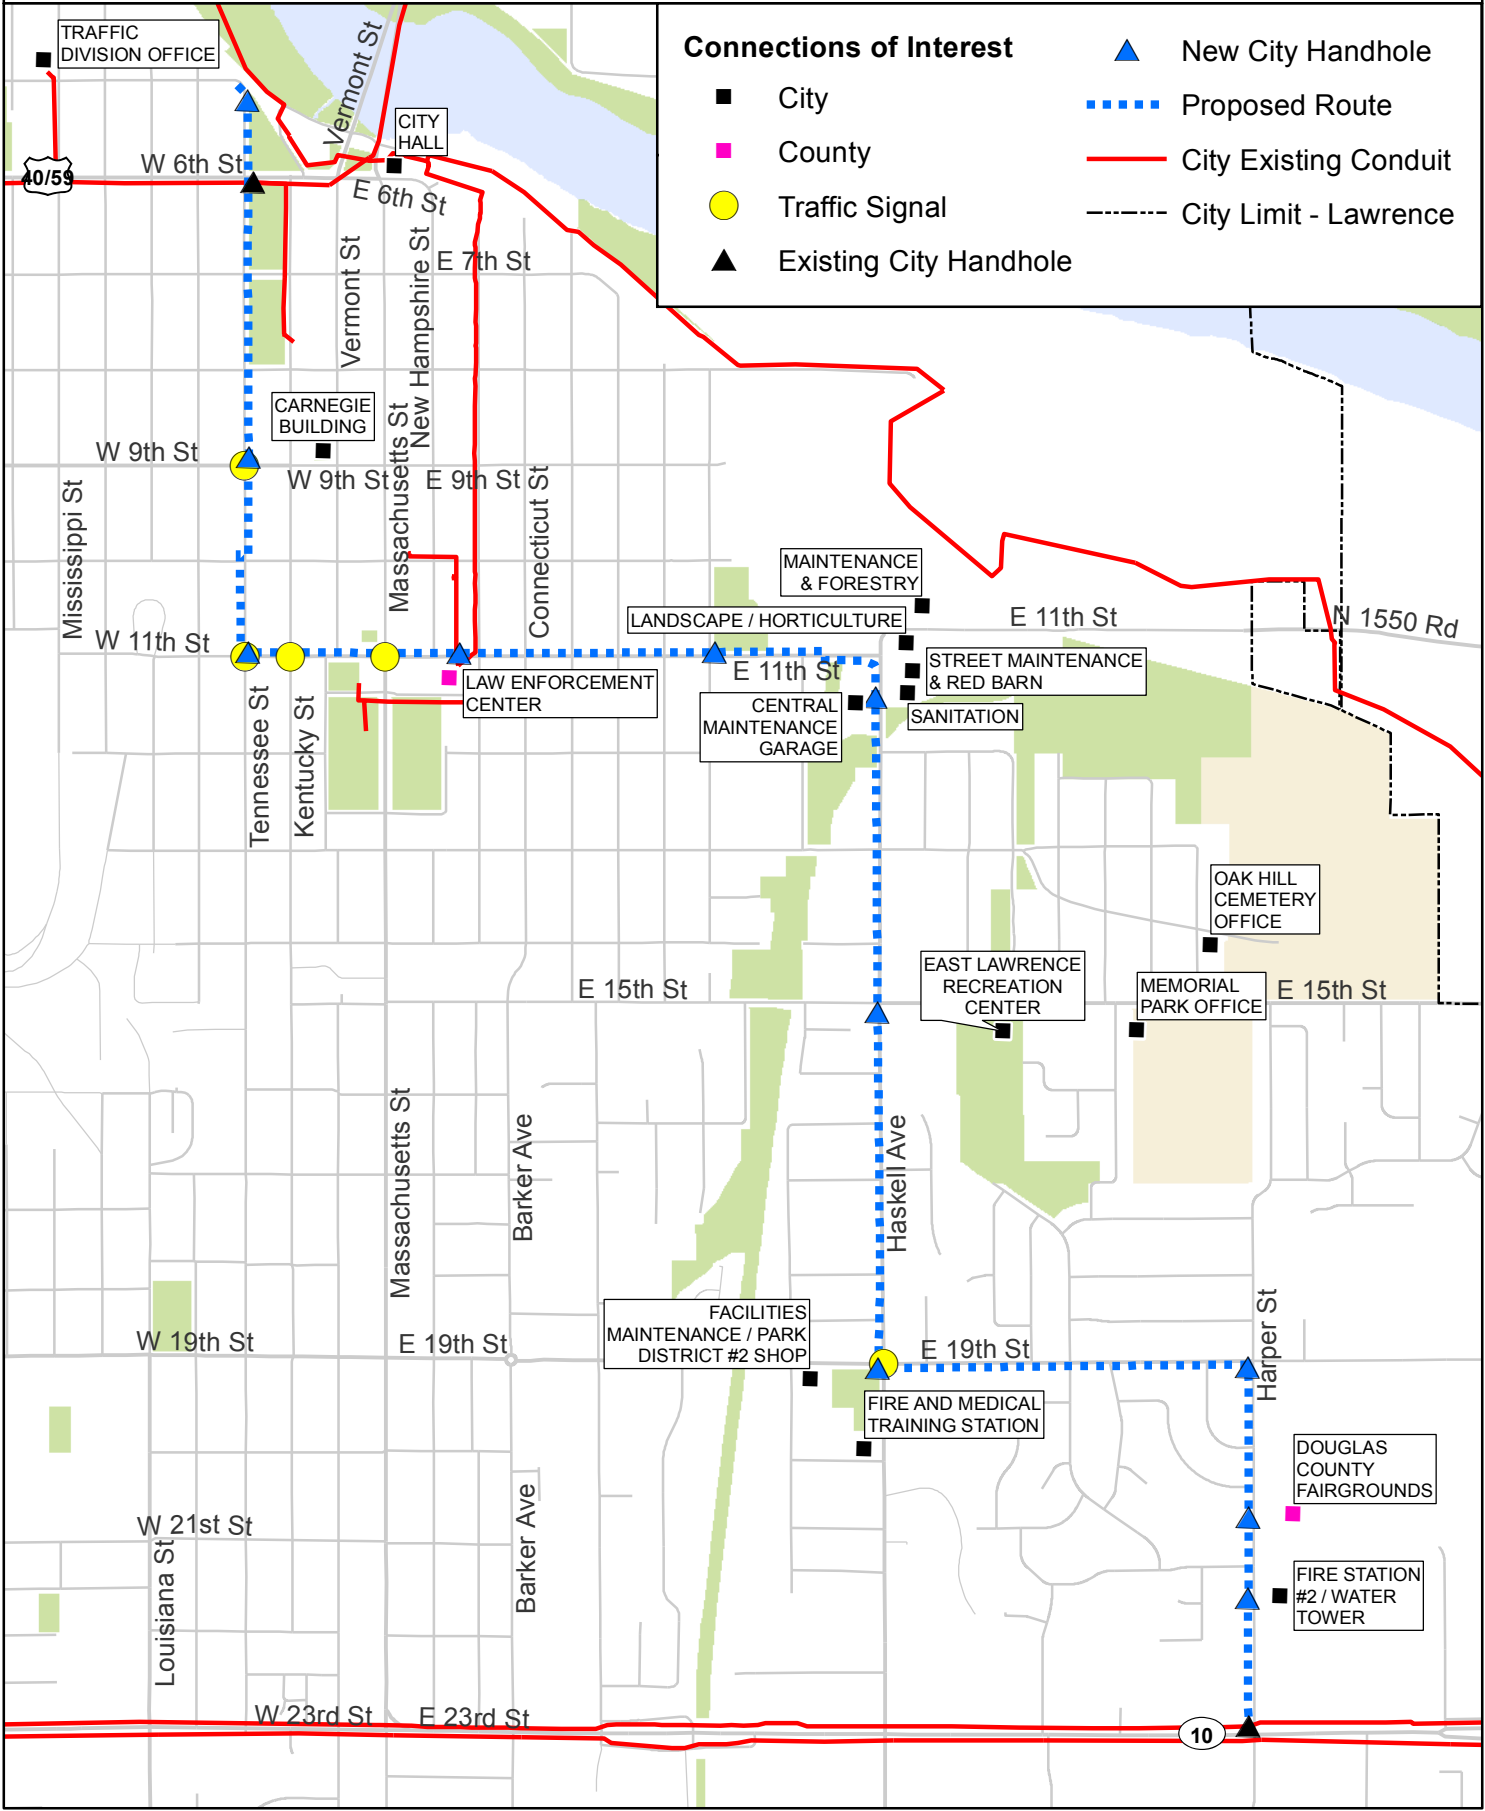 TRAFFIC
DIVISION OFFICE
Connections of Interest
City
County
Traffic Signal
Existing City Handhole
New City Handhole
Proposed Route
City Existing Conduit
City Limit - Lawrence
Vermont St
CITY
HALL
W 6th St
40/59
E 6th St
Vermont St
New Hampshire St
E 7th St
CARNEGIE
BUILDING
Massachusetts St
W 9th St
W 9th St
E 9th St
Mississippi St
Connecticut St
MAINTENANCE
& FORESTRY
LANDSCAPE / HORTICULTURE
E 11th St
N 1550 Rd
W 11th St
E 11th St
STREET MAINTENANCE
& RED BARN
LAW ENFORCEMENT
CENTER
CENTRAL
MAINTENANCE
GARAGE
SANITATION
Tennessee St
Kentucky St
OAK HILL
CEMETERY
OFFICE
EAST LAWRENCE
RECREATION
CENTER
MEMORIAL
PARK OFFICE
E 15th St
E 15th St
Massachusetts St
Barker Ave
Haskell Ave
FACILITIES
MAINTENANCE / PARK
DISTRICT #2 SHOP
W 19th St
E 19th St
E 19th St
Harper St
FIRE AND MEDICAL
TRAINING STATION
DOUGLAS
COUNTY
FAIRGROUNDS
W 21st St
Louisiana St
Barker Ave
FIRE STATION
#2 / WATER
TOWER
W 23rd St
E 23rd St
10